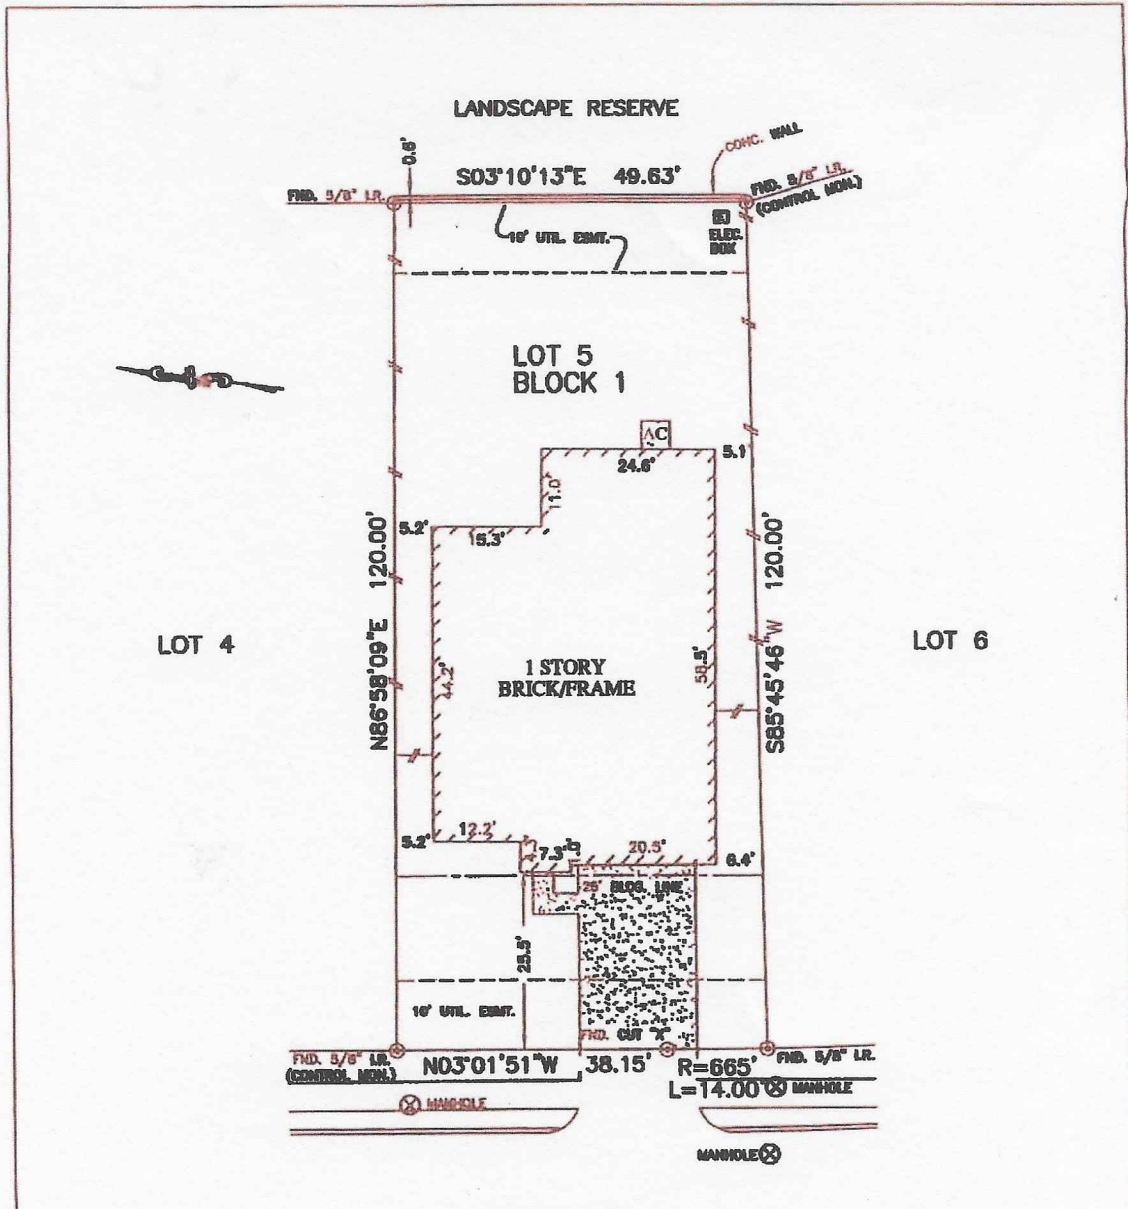 LANDSCAPE RESERVE
CONC. WALL
0.6'
S03°10'13"E 49.63'
FND. 5/8" I.R.
FND. 5/8" I.R.
(CONTROL MON.)
10' UTIL. ESMT.
ELEC.
BOX
LOT 5
BLOCK 1
AC
24.6'
5.1'
11.0'
5.2'
15.3'
N86°58'09"E 120.00'
S85°45'46"W 120.00'
LOT 4
LOT 6
1 STORY
BRICK/FRAME
44.2'
58.5'
5.2'
12.2'
7.3'
20.5'
6.4'
25' BLDG. LINE
25.5'
10' UTIL. ESMT.
FND. CUT "X"
FND. 5/8" I.R.
(CONTROL MON.)
N03°01'51"W 38.15'
R=665'
L=14.00'
FND. 5/8" I.R.
MANHOLE
MANHOLE
MANHOLE